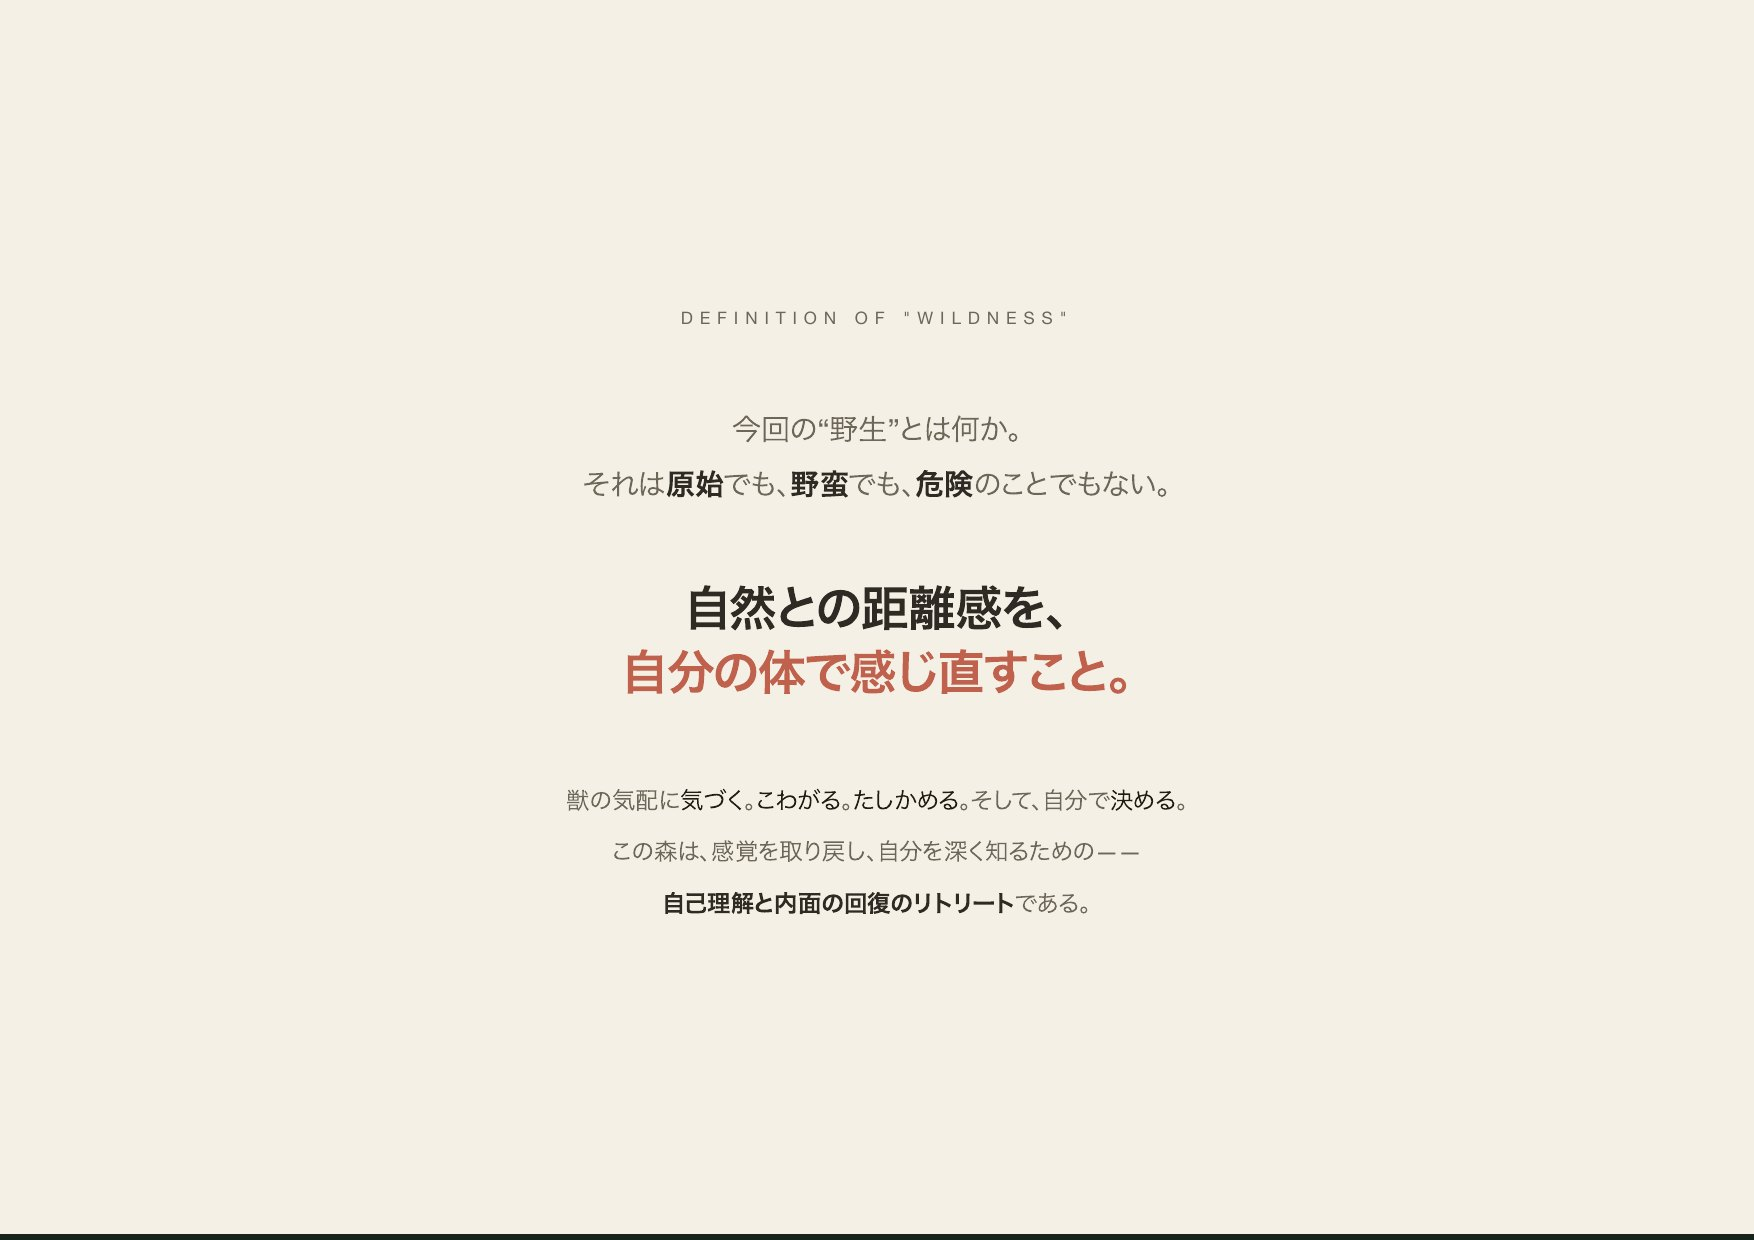 DEFINITION OF "WILDNESS"
今回の“野生”とは何か。
それは原始でも、野蛮でも、危険のことでもない。
自然との距離感を、
自分の体で感じ直すこと。
獣の気配に気づく。こわがる。たしかめる。そして、自分で決める。
この森は、感覚を取り戻し、自分を深く知るための——
自己理解と内面の回復のリトリートである。